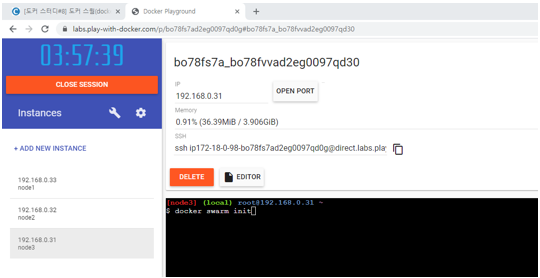 [도커 스터디#8] 도커 스웜(doc
Docker Playground
labs.play-with-docker.com/p/bo78fs7ad2eg0097qd0g#bo78fs7a_bo78fvvad2eg0097qd30
03:57:39
CLOSE SESSION
Instances
+ ADD NEW INSTANCE
192.168.0.33
node1
192.168.0.32
node2
192.168.0.31
node3
bo78fs7a_bo78fvvad2eg0097qd30
IP
192.168.0.31
OPEN PORT
Memory
0.91% (36.39MiB / 3.906GiB)
SSH
ssh ip172-18-0-98-bo78fs7ad2eg0097qd0g@direct.labs.play
DELETE
EDITOR
[node3] (local) root@192.168.0.31 ~
$ docker swarm init